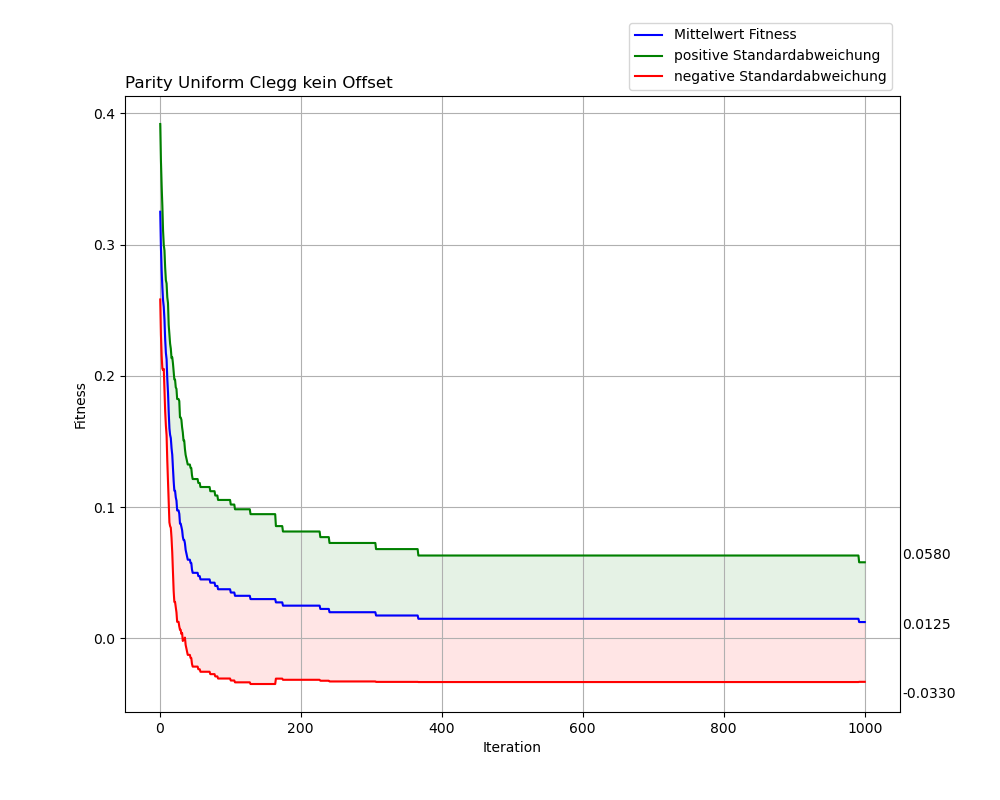 Mittelwert Fitness
positive Standardabweichung
negative Standardabweichung
Parity Uniform Clegg kein Offset
0.4
0.3
0.2
0.1
0.0
Fitness
0.0580
0.0125
-0.0330
0 200 400 600 800 1000
Iteration